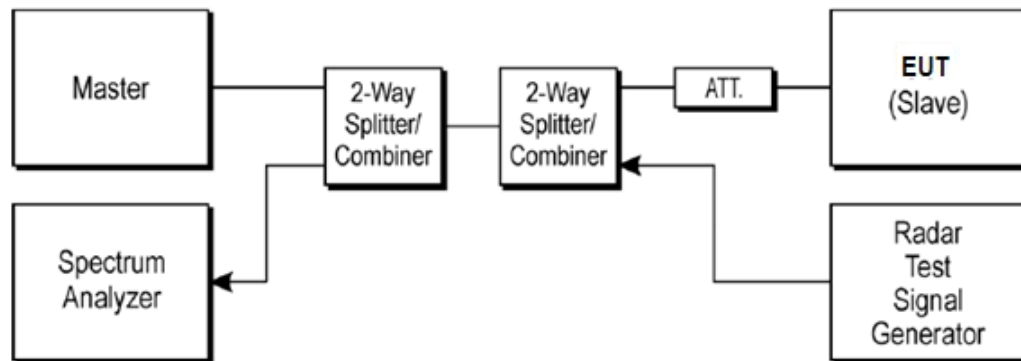 Master
2-Way
Splitter/
Combiner
2-Way
Splitter/
Combiner
ATT.
EUT
(Slave)
Spectrum
Analyzer
Radar
Test
Signal
Generator